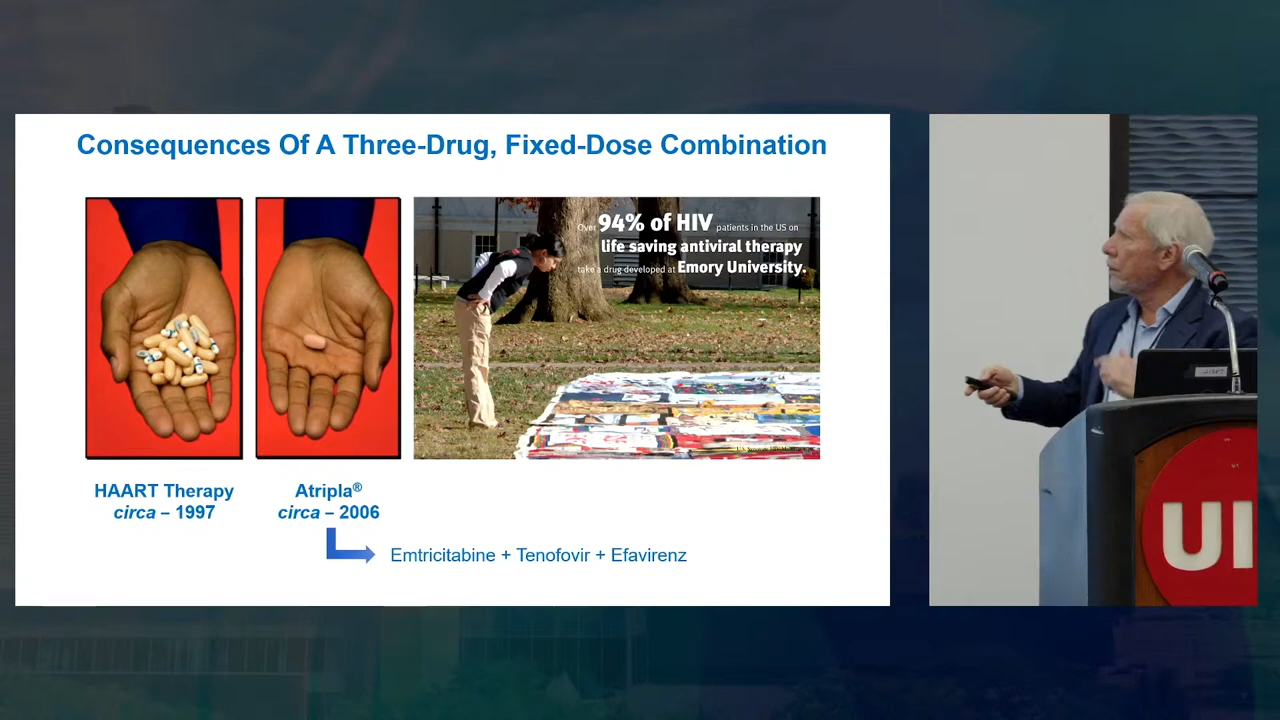 Consequences Of A Three-Drug, Fixed-Dose Combination
Over 94% of HIV patients in the US on
life saving antiviral therapy
take a drug developed at Emory University.
HAART Therapy
circa – 1997
Atripla®
circa – 2006
Emtricitabine + Tenofovir + Efavirenz
UI